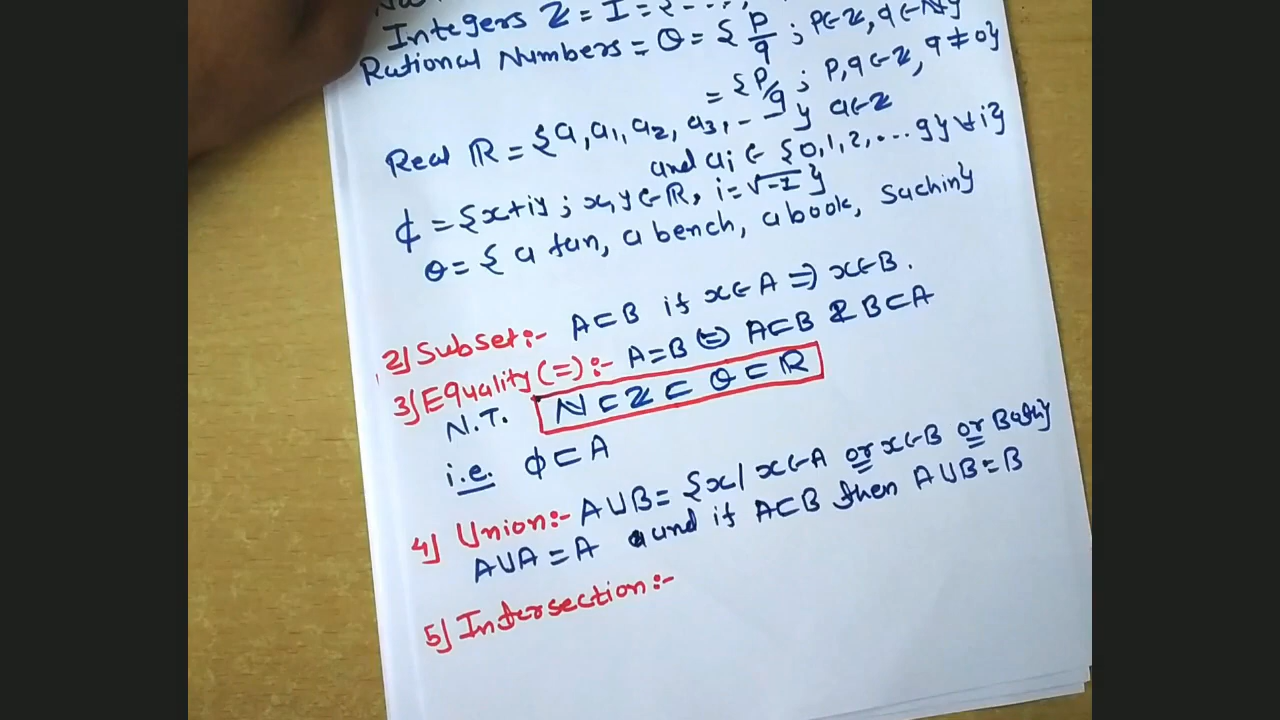 Integers Z = I = {- - - ,
Rational Numbers = Q = { p/q ; p∈Z, q∈N}
= { P/q ; P,q∈Z, q≠0}
Real R = {a, a1, a2, a3, - - } a∈Z
and ai ∈ {0,1,2,...9} ∀i}
₵ = {x+iy ; x,y∈R, i=√-1}
Q = { a fan, a bench, a book, Sachin}
2) Subset:- A⊂B if x∈A ⇒ x∈B.
3) Equality (=):- A=B ⇔ A⊂B & B⊂A
N.T. N⊂Z⊂Q⊂R
i.e. ϕ⊂A
4) Union:- A∪B = {x/ x∈A or x∈B or Both}
A∪A = A and if A⊂B then A∪B=B
5) Intersection:-